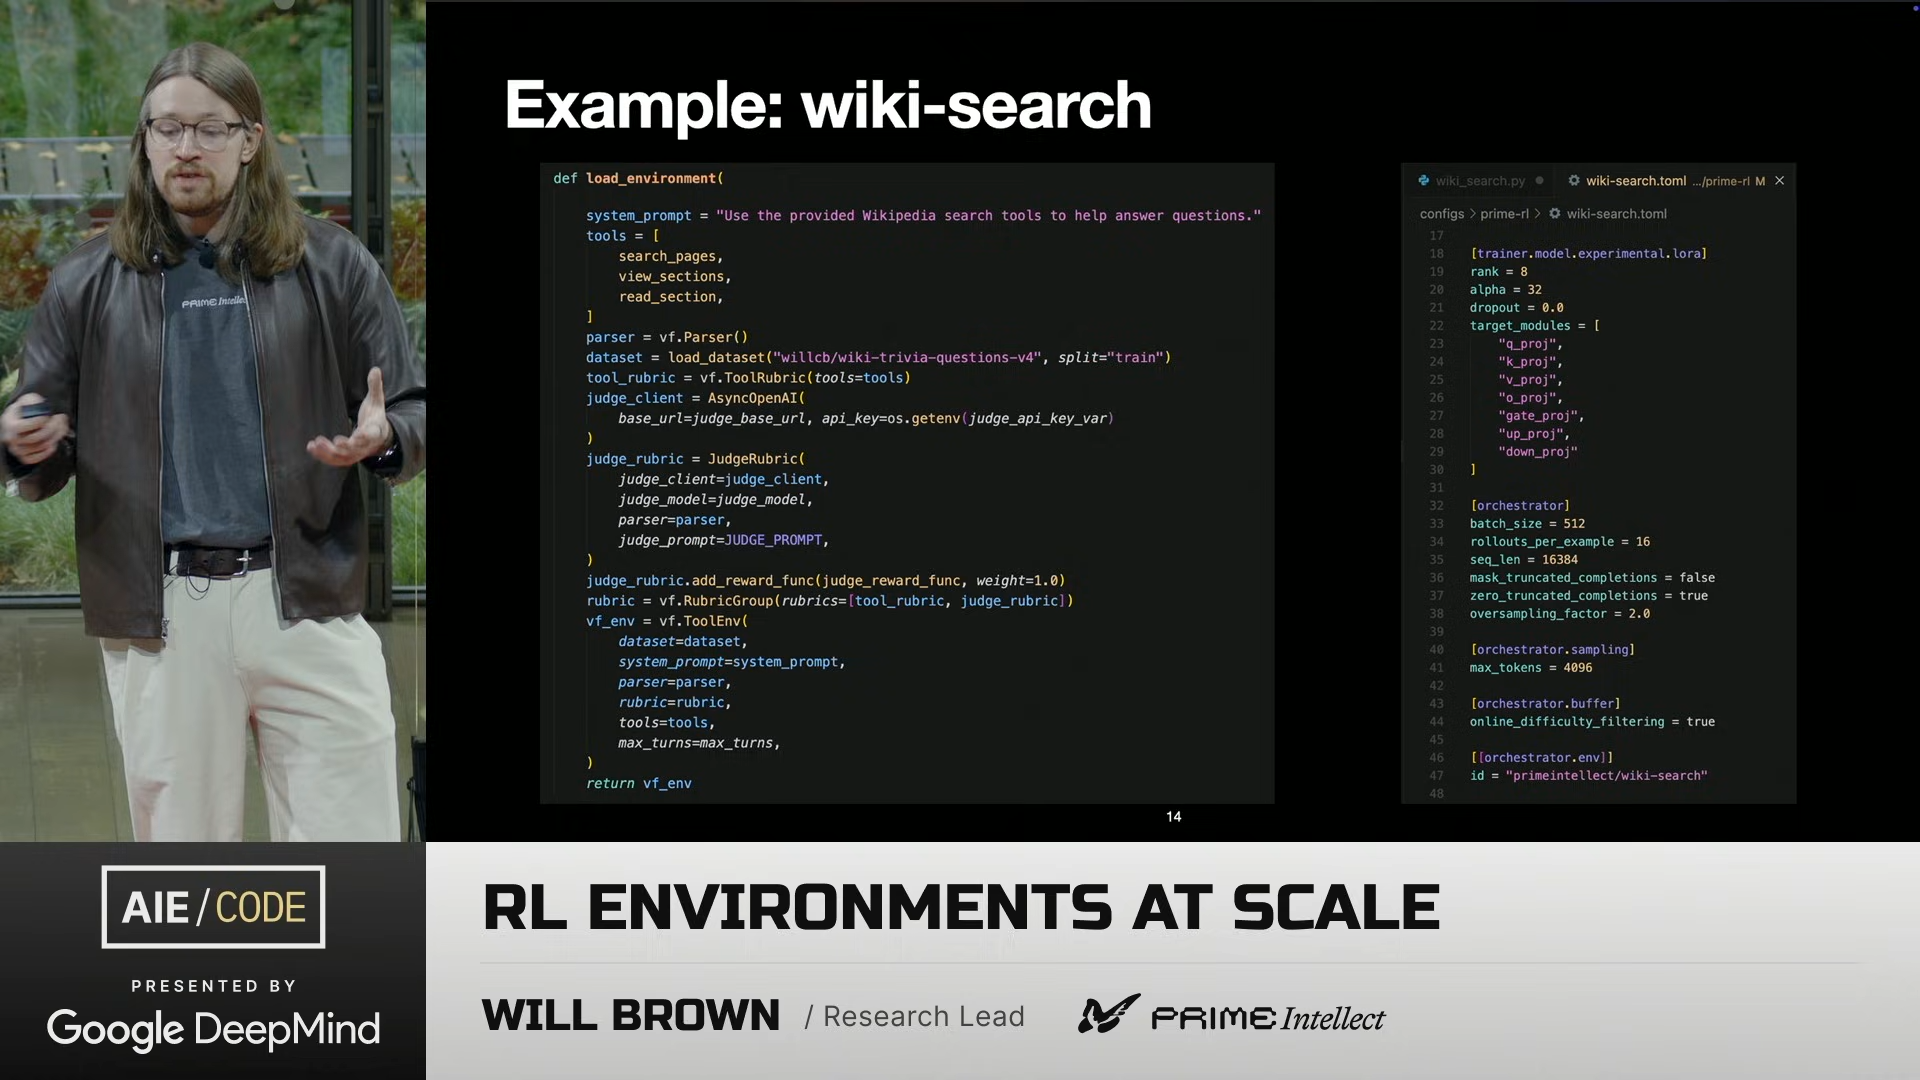 Example: wiki-search
def load_environment(
system_prompt = "Use the provided Wikipedia search tools to help answer questions."
tools = [
search_pages,
view_sections,
read_section,
]
parser = vf.Parser()
dataset = load_dataset("willcb/wiki-trivia-questions-v4", split="train")
tool_rubric = vf.ToolRubric(tools=tools)
judge_client = AsyncOpenAI(
base_url=judge_base_url, api_key=os.getenv(judge_api_key_var)
)
judge_rubric = JudgeRubric(
judge_client=judge_client,
judge_model=judge_model,
parser=parser,
judge_prompt=JUDGE_PROMPT,
)
judge_rubric.add_reward_func(judge_reward_func, weight=1.0)
rubric = vf.RubricGroup(rubrics=[tool_rubric, judge_rubric])
vf_env = vf.ToolEnv(
dataset=dataset,
system_prompt=system_prompt,
parser=parser,
rubric=rubric,
tools=tools,
max_turns=max_turns,
)
return vf_env
wiki_search.py wiki-search.toml .../prime-rl M
configs > prime-rl > wiki-search.toml
17
18 [trainer.model.experimental.lora]
19 rank = 8
20 alpha = 32
21 dropout = 0.0
22 target_modules = [
23 "q_proj",
24 "k_proj",
25 "v_proj",
26 "o_proj",
27 "gate_proj",
28 "up_proj",
29 "down_proj"
30 ]
31
32 [orchestrator]
33 batch_size = 512
34 rollouts_per_example = 16
35 seq_len = 16384
36 mask_truncated_completions = false
37 zero_truncated_completions = true
38 oversampling_factor = 2.0
39
40 [orchestrator.sampling]
41 max_tokens = 4096
42
43 [orchestrator.buffer]
44 online_difficulty_filtering = true
45
46 [[orchestrator.env]]
47 id = "primeintellect/wiki-search"
48
14
PRIME Intellect
AIE/CODE
PRESENTED BY
Google DeepMind
RL ENVIRONMENTS AT SCALE
WILL BROWN / Research Lead PRIME Intellect